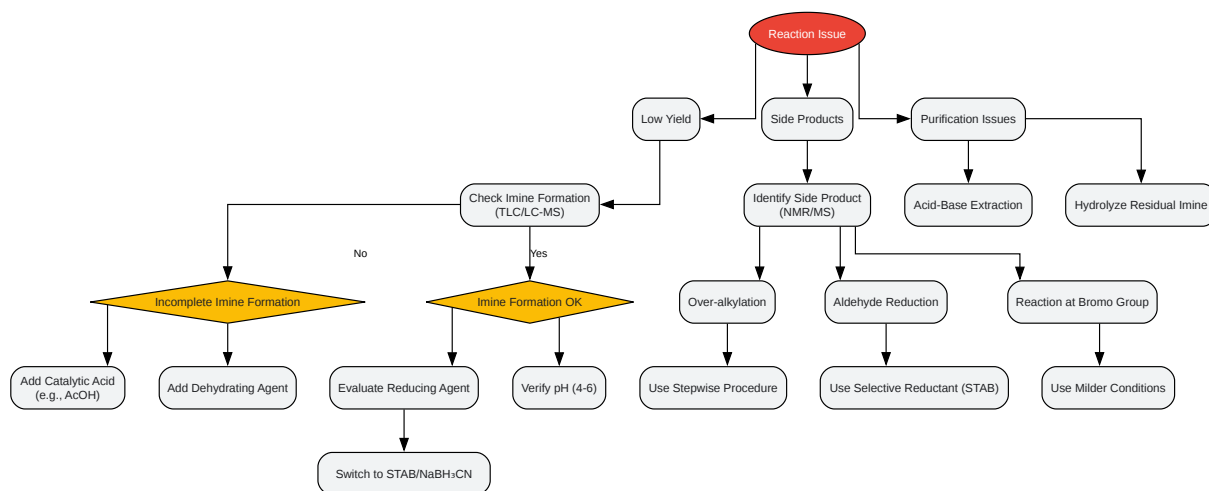 Reaction Issue
Low Yield
Side Products
Purification Issues
Check Imine Formation
(TLC/LC-MS)
Identify Side Product
(NMR/MS)
Acid-Base Extraction
Hydrolyze Residual Imine
No
Yes
Incomplete Imine Formation
Imine Formation OK
Over-alkylation
Aldehyde Reduction
Reaction at Bromo Group
Add Catalytic Acid
(e.g., AcOH)
Add Dehydrating Agent
Evaluate Reducing Agent
Verify pH (4-6)
Use Stepwise Procedure
Use Selective Reductant (STAB)
Use Milder Conditions
Switch to STAB/NaBH₃CN